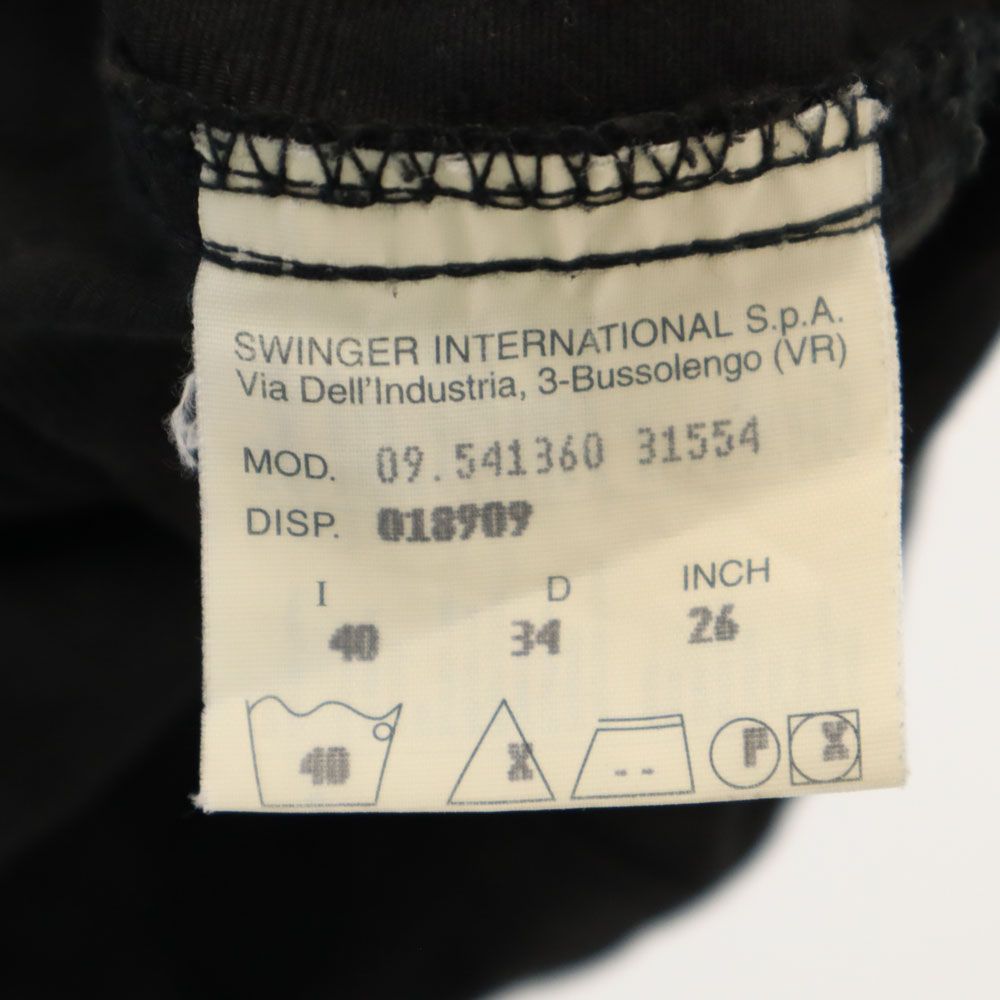 SWINGER INTERNATIONAL S.p.A.
Via Dell'Industria, 3-Bussolengo (VR)
MOD. 09.541360 31554
DISP. 018909
I D INCH
40 34 26
40 X F X